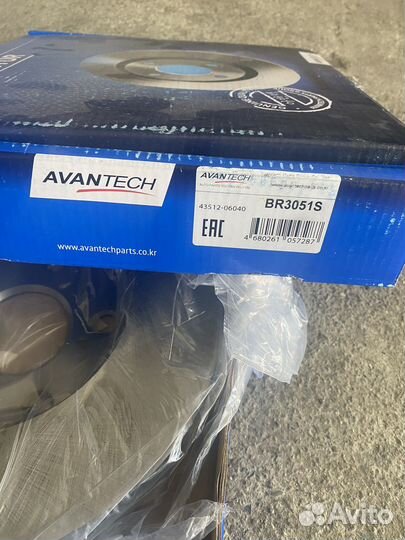 AVANTECH
AVANTECH
BR3051S
43512-06040
EAC
4 680261 057287
www.avantechparts.co.kr
Avito